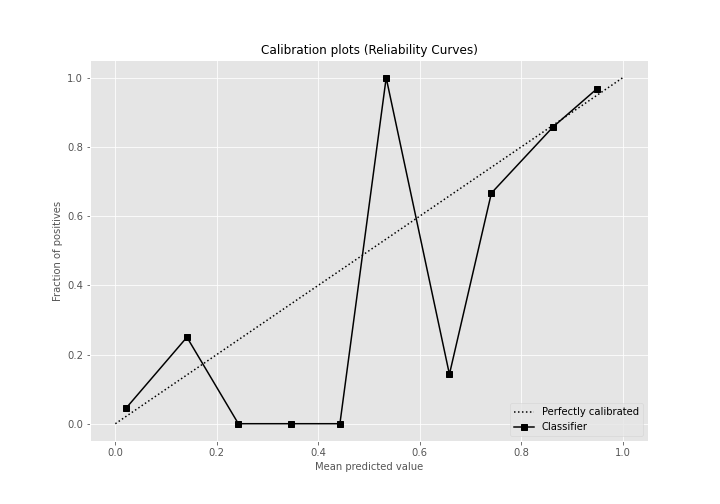 Calibration plots (Reliability Curves)
1.0
0.8
0.6
0.4
0.2
0.0
Fraction of positives
0.0 0.2 0.4 0.6 0.8 1.0
Mean predicted value
Perfectly calibrated
Classifier